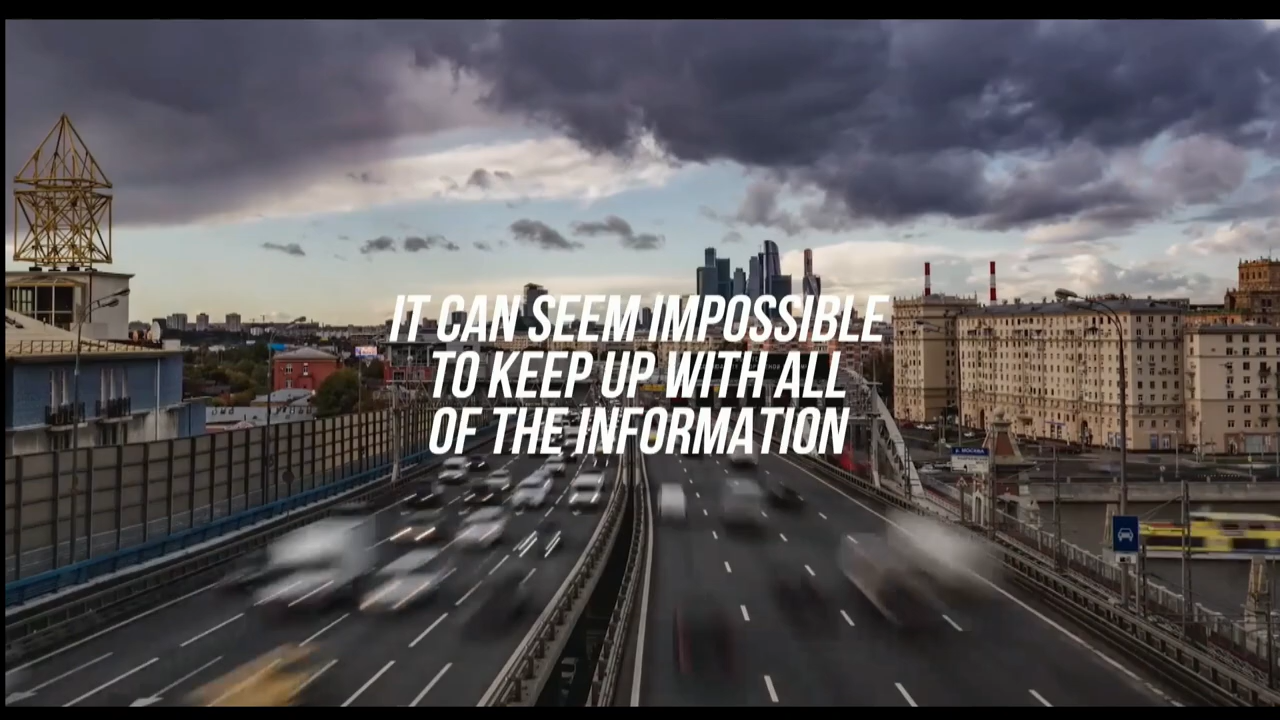 IT CAN SEEM IMPOSSIBLE
TO KEEP UP WITH ALL
OF THE INFORMATION